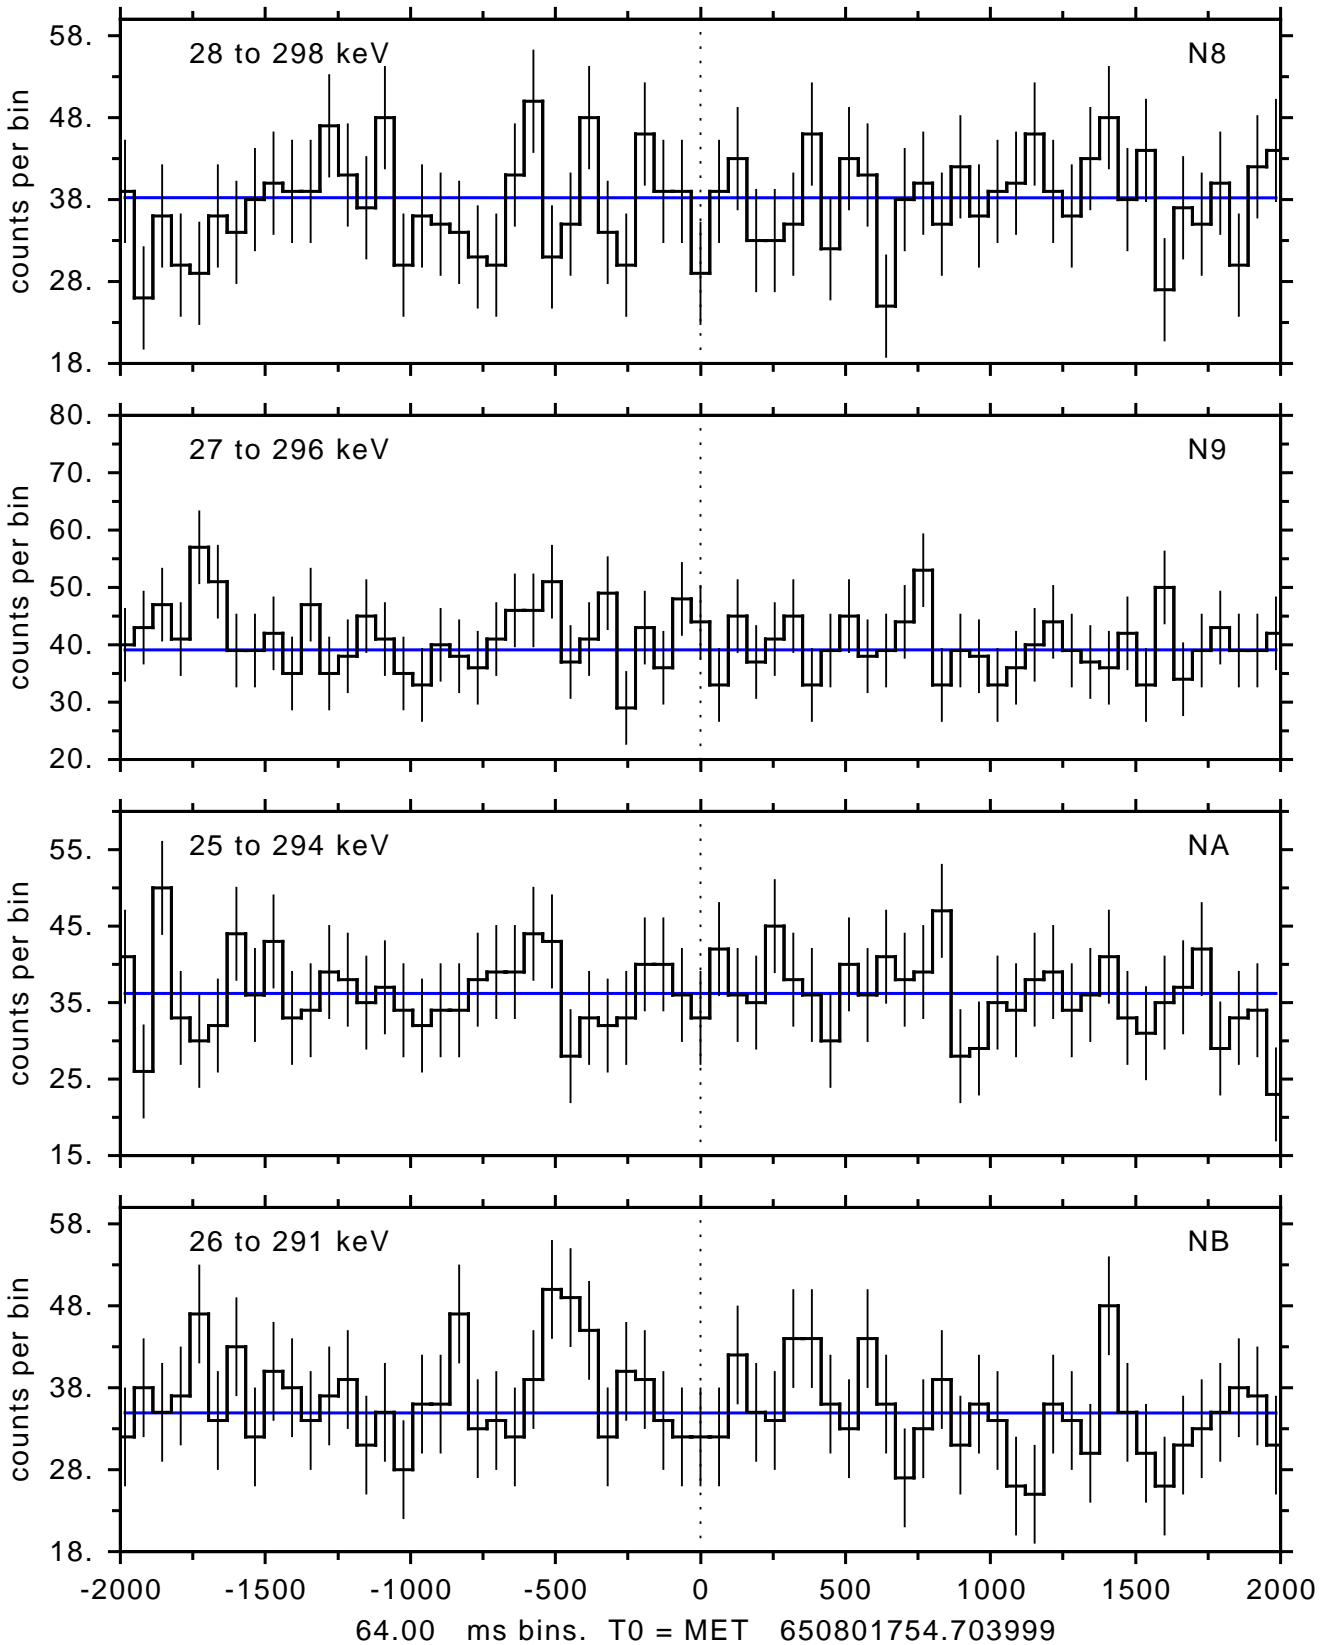 28 to 298 keV N8
58.
48.
38.
28.
18.
counts per bin
27 to 296 keV N9
80.
70.
60.
50.
40.
30.
20.
counts per bin
25 to 294 keV NA
55.
45.
35.
25.
15.
counts per bin
26 to 291 keV NB
58.
48.
38.
28.
18.
counts per bin
-2000 -1500 -1000 -500 0 500 1000 1500 2000
64.00 ms bins. T0 = MET 650801754.703999